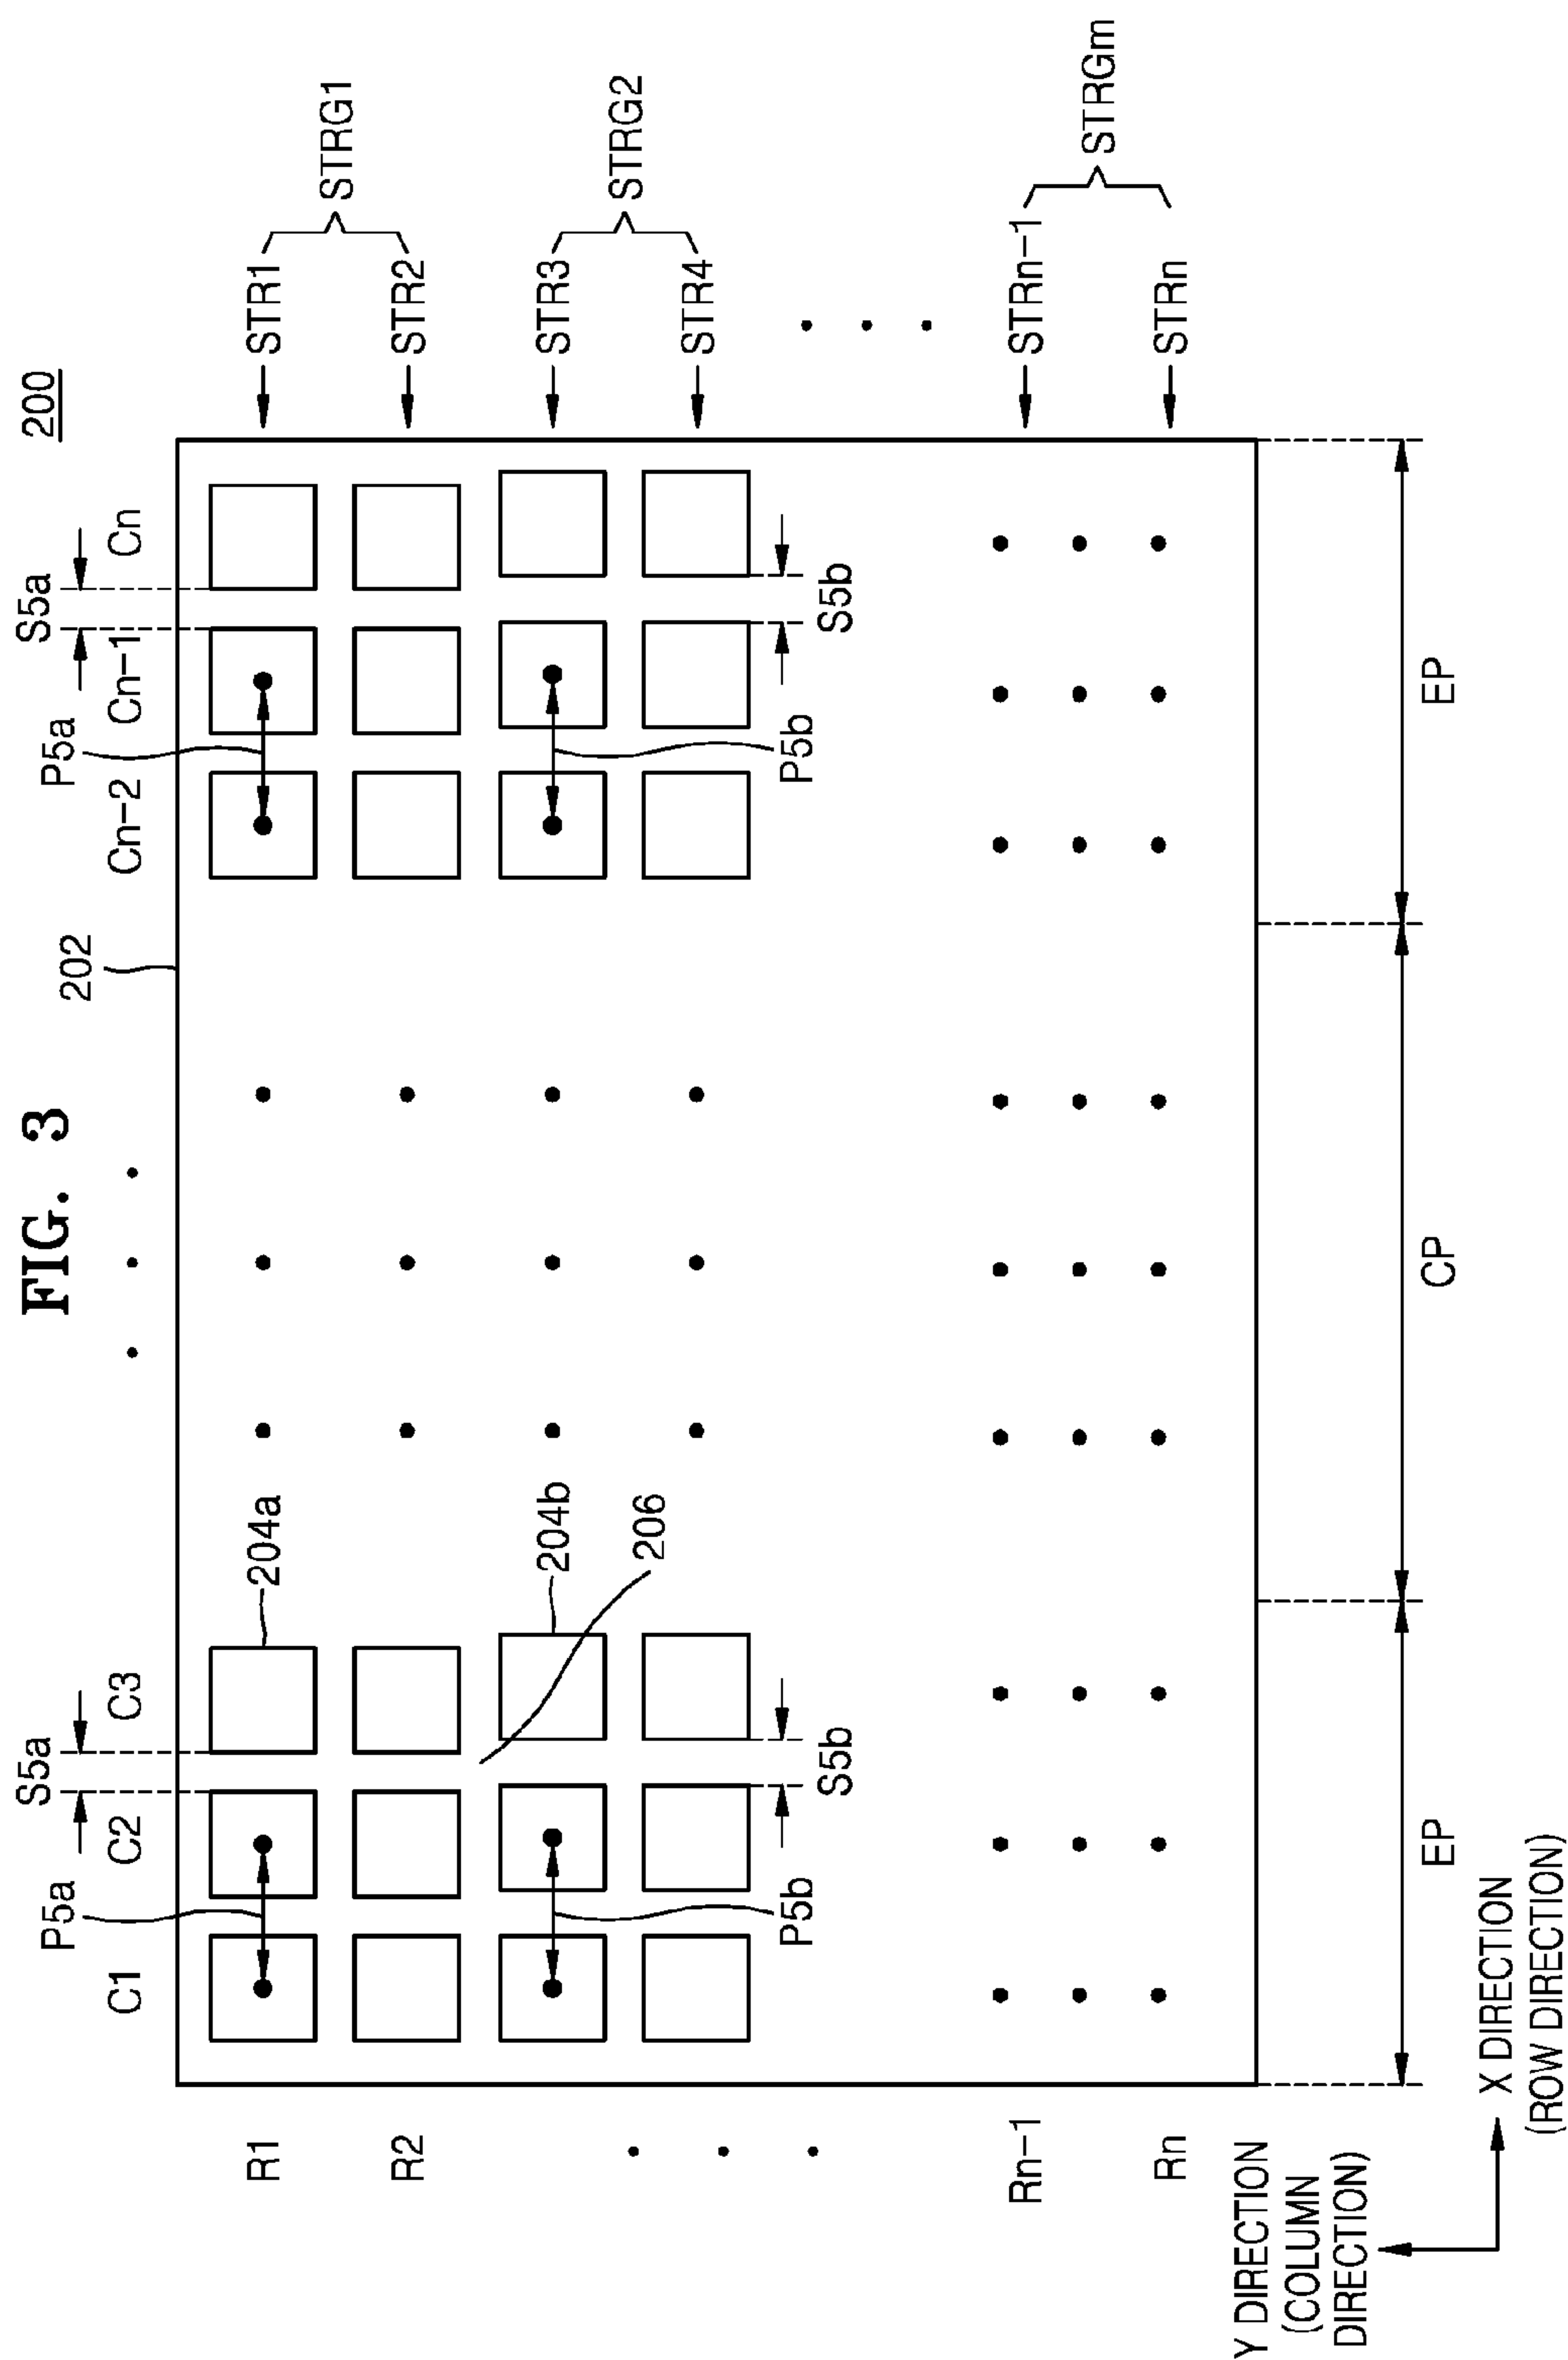 FIG. 3
200
202
S5a
S5a
P5a
P5a
C1
C2
C3
Cn-2
Cn-1
Cn
R1
STR1
204a
STRG1
R2
STR2
204b
STR3
STRG2
206
STR4
P5b
S5b
P5b
S5b
Rn-1
STRn-1
STRGm
Rn
STRn
EP
CP
EP
Y DIRECTION
(COLUMN
DIRECTION)
X DIRECTION
(ROW DIRECTION)